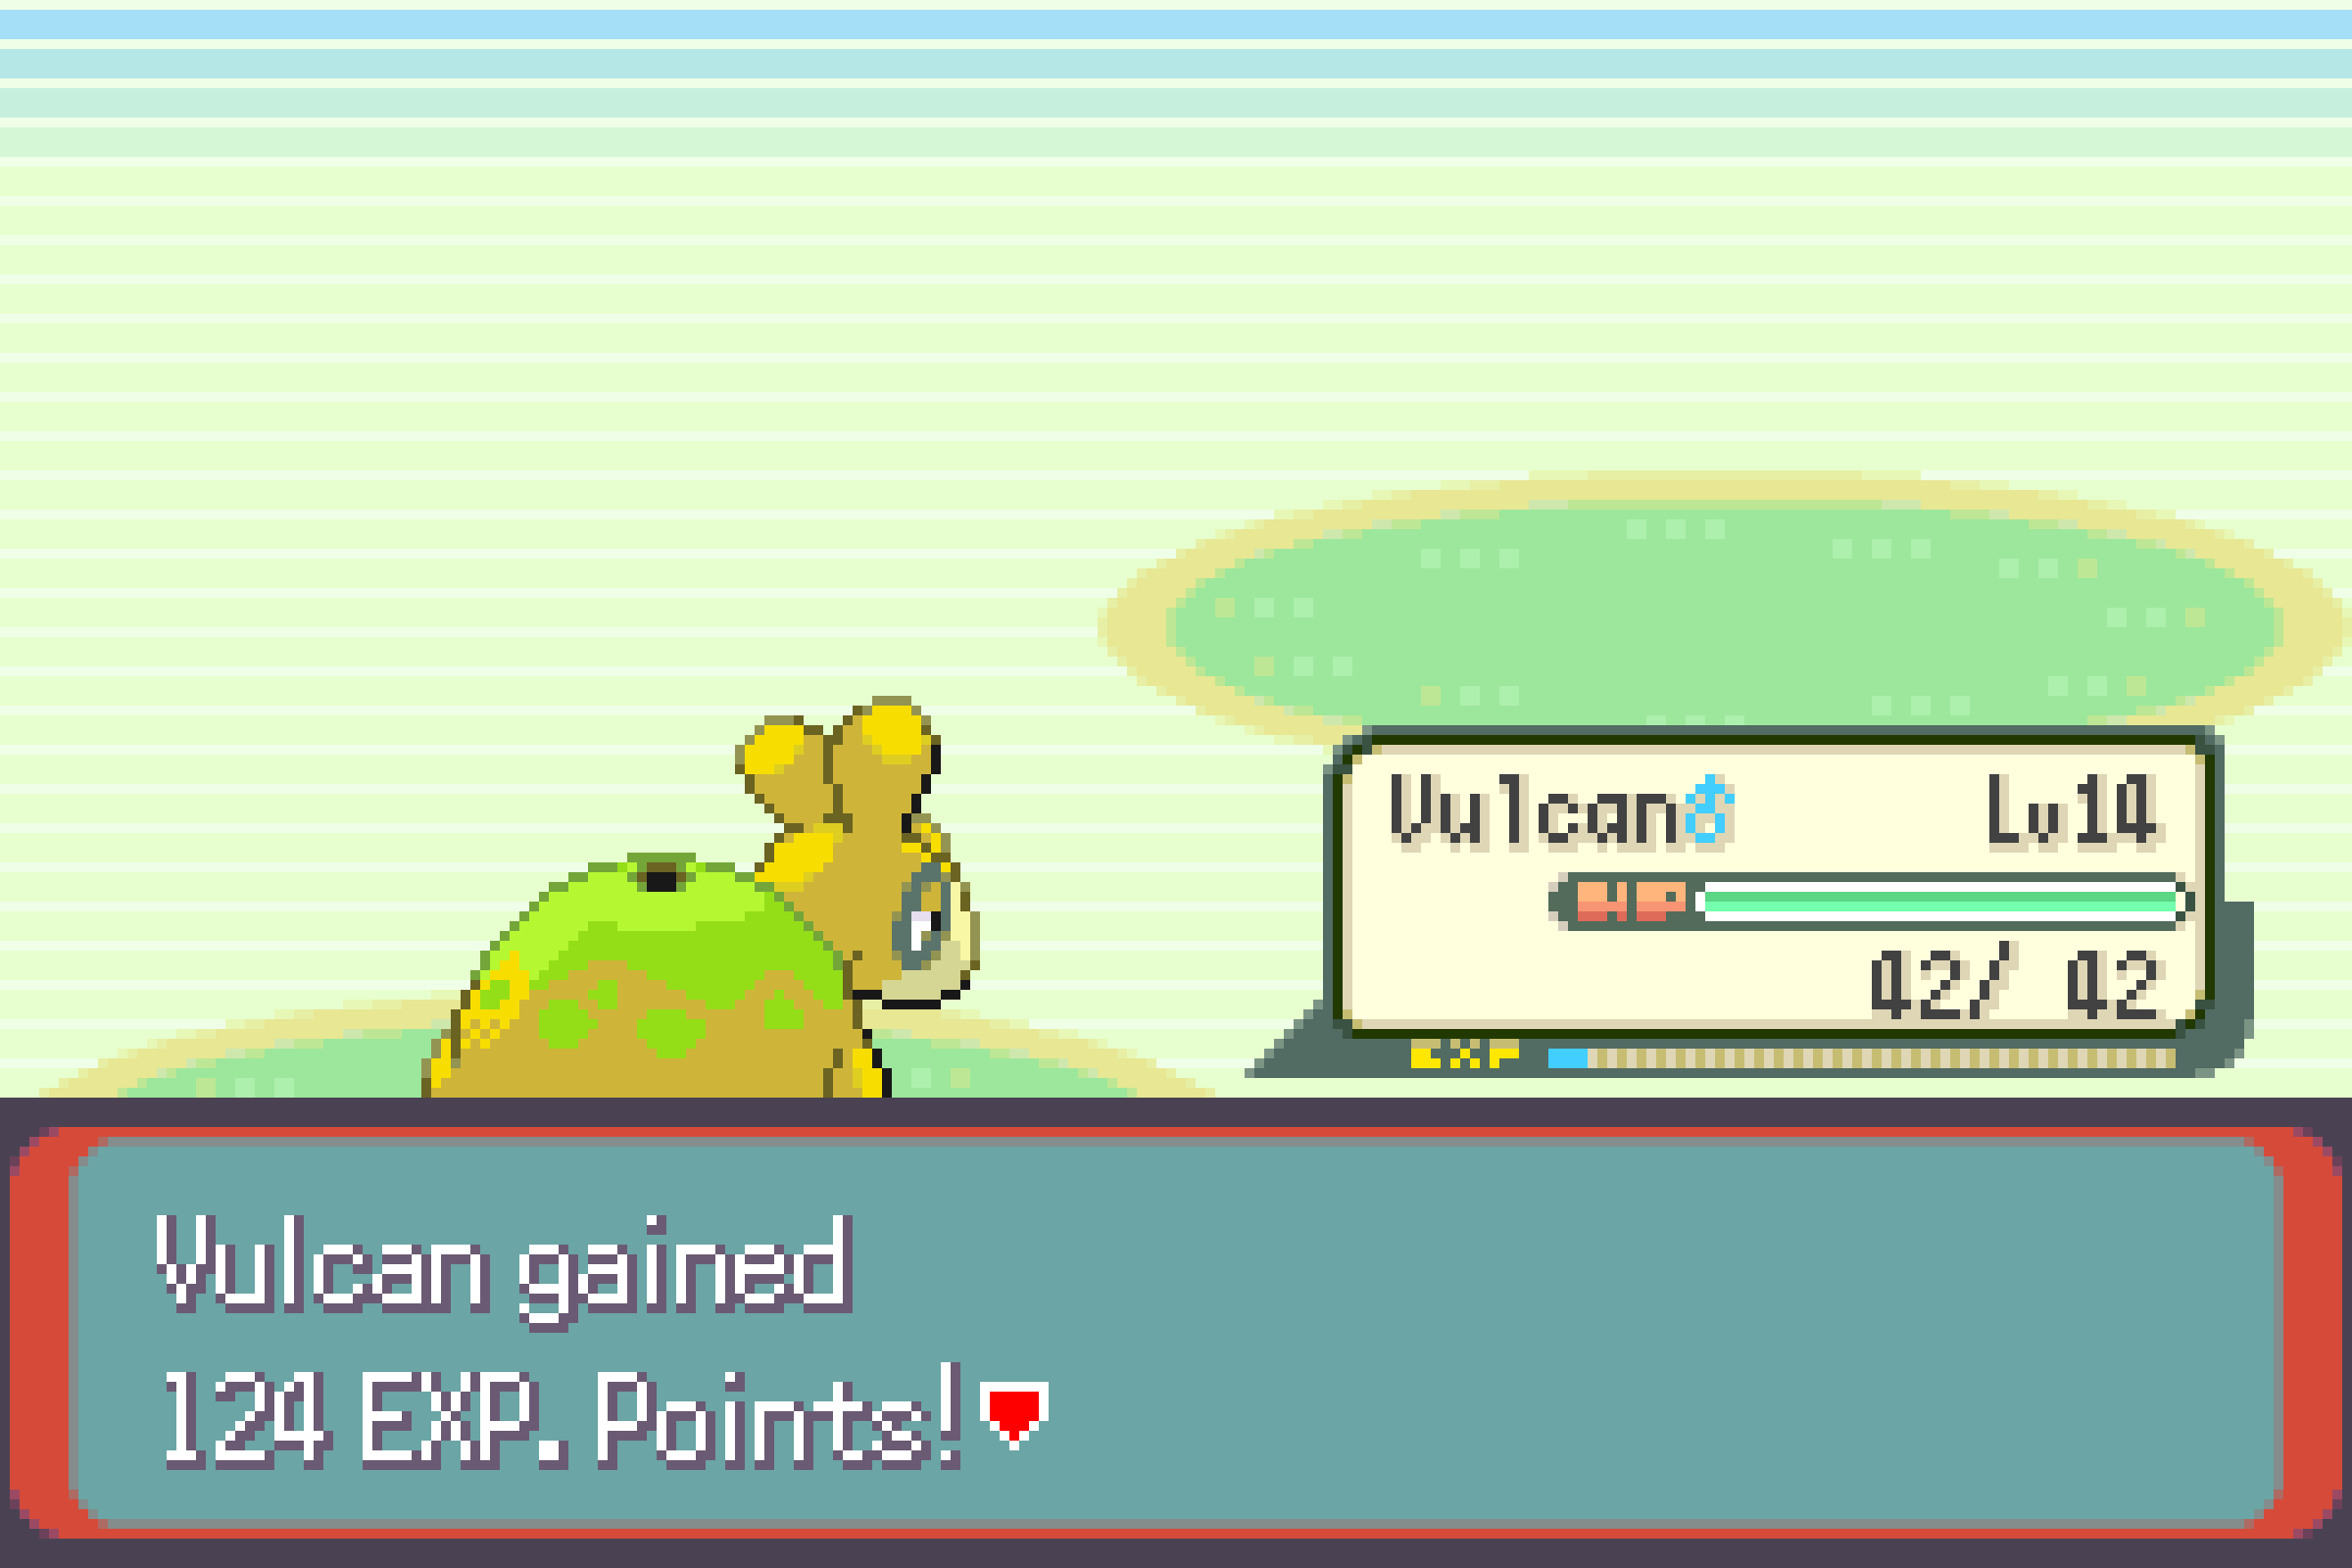 Vulcan♂ Lv14
HP
42/ 42
EXP
Vulcan gained
124 EXP. Points!